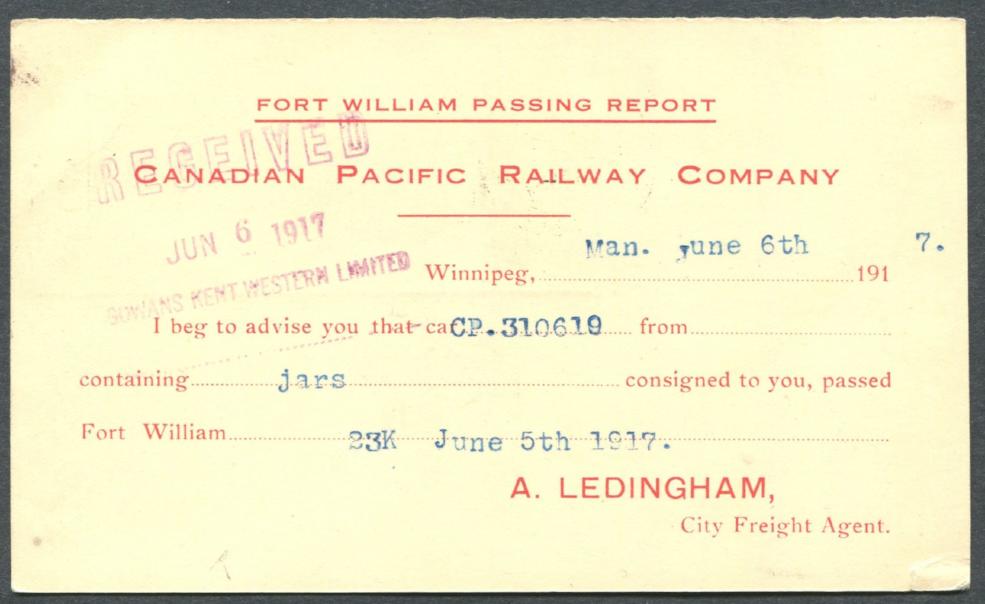 FORT WILLIAM PASSING REPORT
CANADIAN PACIFIC RAILWAY COMPANY
RECEIVED
JUN 6 1917
GOWANS KENT WESTERN LIMITED
Winnipeg, Man. June 6th 1917.
I beg to advise you that car CP.310619 from
containing jars consigned to you, passed
Fort William 23K June 5th 1917.
A. LEDINGHAM,
City Freight Agent.